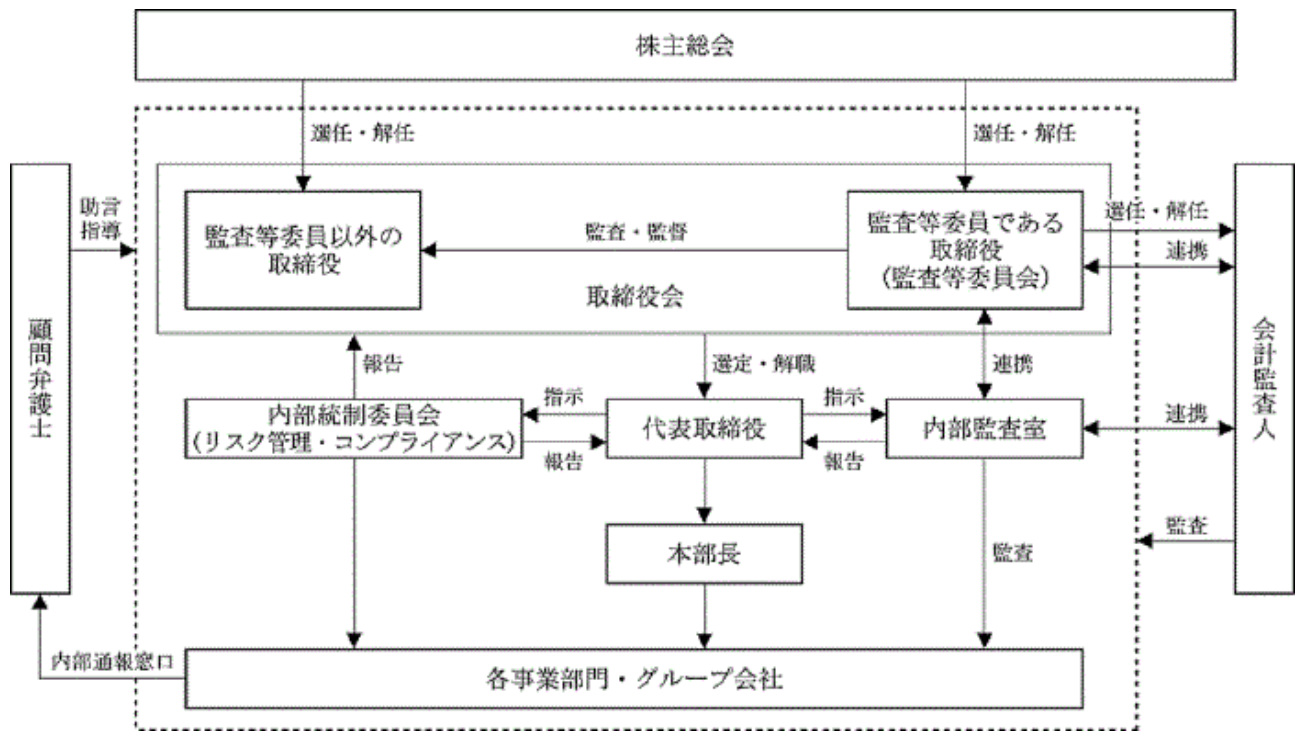 株主総会
選任・解任
選任・解任
助言
指導
監査等委員以外の
取締役
監査・監督
監査等委員である
取締役
(監査等委員会)
選任・解任
連携
取締役会
顧問弁護士
会計監査人
報告
選定・解職
連携
内部統制委員会
(リスク管理・コンプライアンス)
指示
報告
代表取締役
指示
報告
内部監査室
連携
本部長
監査
監査
内部通報窓口
各事業部門・グループ会社